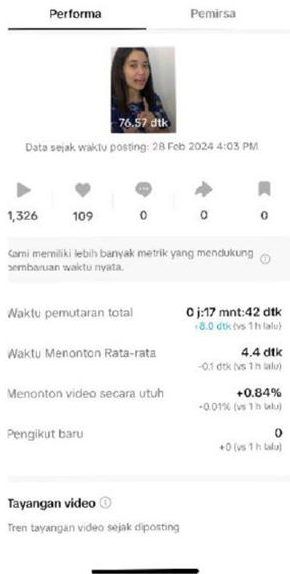 Performa Pemirsa
76.57 dtk
Data sejak waktu posting: 28 Feb 2024 4:03 PM
1,326 109 0 0 0
Kami memiliki lebih banyak metrik yang mendukung
pembaruan waktu nyata.
Waktu pemutaran total 0 j:17 mnt:42 dtk
+8.0 dtk (vs 1 h lalu)
Waktu Menonton Rata-rata 4.4 dtk
-0.1 dtk (vs 1 h lalu)
Menonton video secara utuh +0.84%
-0.01% (vs 1 h lalu)
Pengikut baru 0
+0 (vs 1 h lalu)
Tayangan video
Tren tayangan video sejak diposting